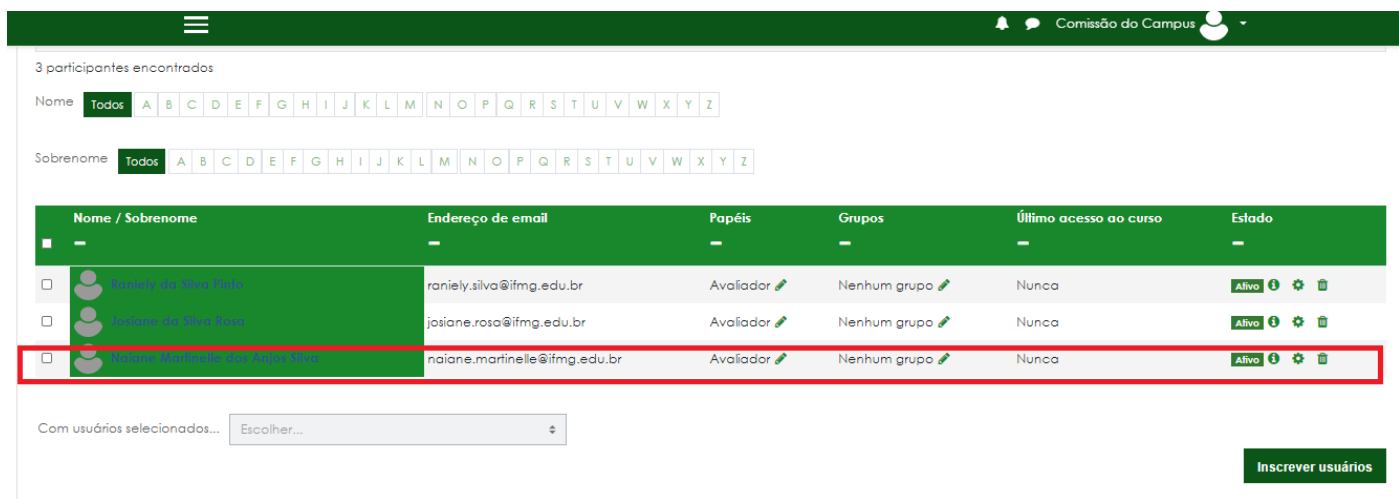 Comissão do Campus
3 participantes encontrados
Nome Todos A B C D E F G H I J K L M N O P Q R S T U V W X Y Z
Sobrenome Todos A B C D E F G H I J K L M N O P Q R S T U V W X Y Z
Nome / Sobrenome Endereço de email Papéis Grupos Último acesso ao curso Estado
Raniely da Silva Pinto raniely.silva@ifmg.edu.br Avaliador Nenhum grupo Nunca Ativo
Josiane da Silva Rosa josiane.rosa@ifmg.edu.br Avaliador Nenhum grupo Nunca Ativo
Naiane Martinelle dos Anjos Silva naiane.martinelle@ifmg.edu.br Avaliador Nenhum grupo Nunca Ativo
Com usuários selecionados... Escolher...
Inscrever usuários